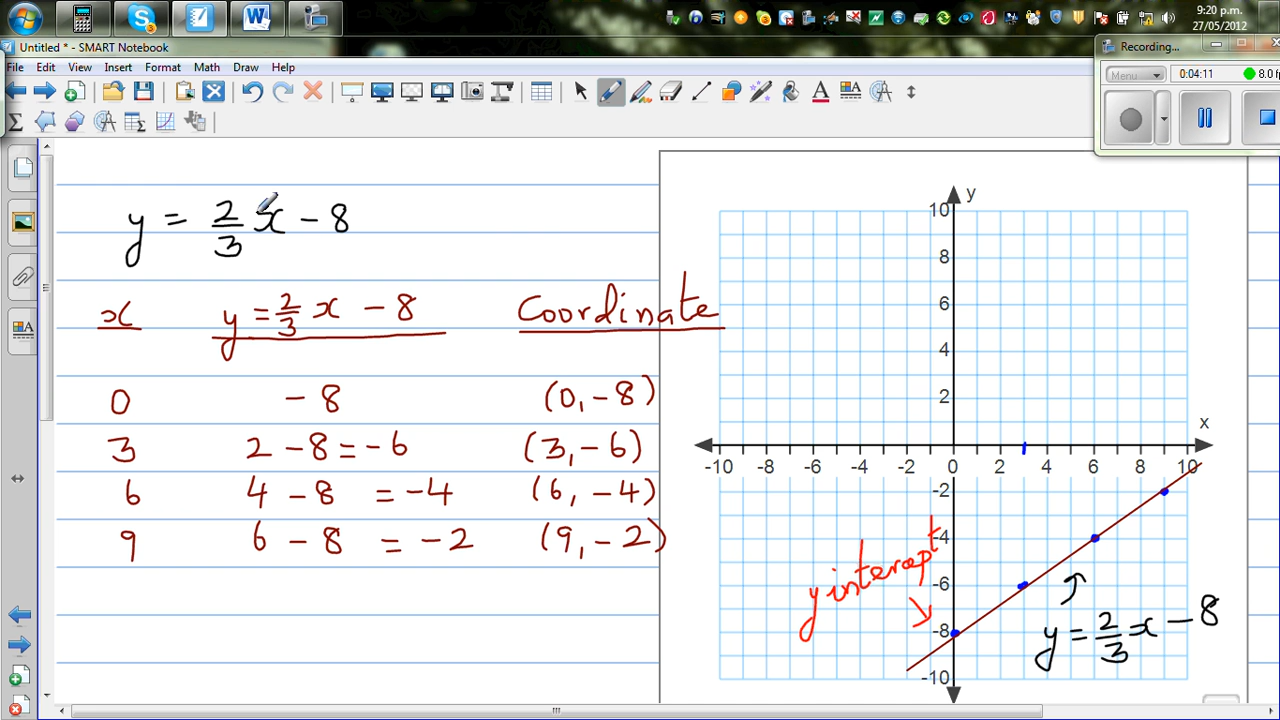 9:20 p.m.
27/05/2012
Untitled * - SMART Notebook
Recording...
File Edit View Insert Format Math Draw Help
Menu
0:04:11
8.0 f
y = 2/3 x - 8
x
y = 2/3 x - 8
Coordinate
0
- 8
(0, - 8)
3
2 - 8 = - 6
(3, - 6)
6
4 - 8 = - 4
(6, - 4)
9
6 - 8 = - 2
(9, - 2)
y
10
8
6
4
2
x
-10 -8 -6 -4 -2 0 2 4 6 8 10
-2
-4
-6
-8
-10
y intercept
y = 2/3 x - 8